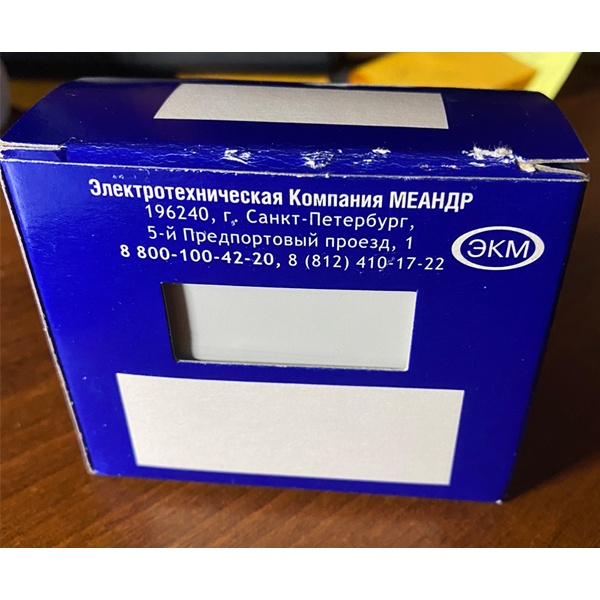 Электротехническая Компания МЕАНДР
196240, г. Санкт-Петербург,
5-й Предпортовый проезд, 1
8 800-100-42-20, 8 (812) 410-17-22
ЭКМ